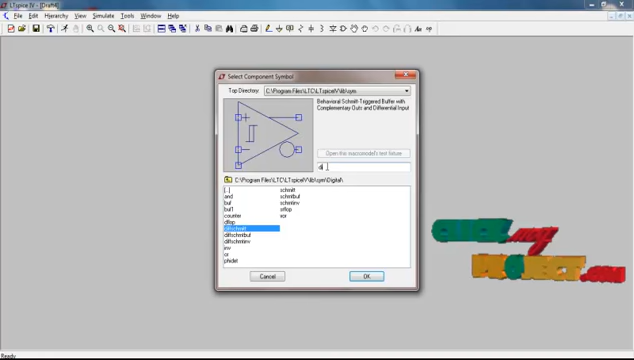 LTspice IV - [Draft4]
File Edit Hierarchy View Simulate Tools Window Help
Select Component Symbol
Top Directory: C:\Program Files\LTC\LTspiceIV\lib\sym
Behavioral Schmitt-Triggered Buffer with
Complementary Outs and Differential Input
Open this macromodel's test fixture
di
C:\Program Files\LTC\LTspiceIV\lib\sym\Digital\
[..]
and
buf
buf1
counter
dflop
diffschmitt
diffschmtbuf
diffschmtinv
inv
or
phidet
schmitt
schmtbuf
schmtinv
srflop
xor
Cancel OK
Ready